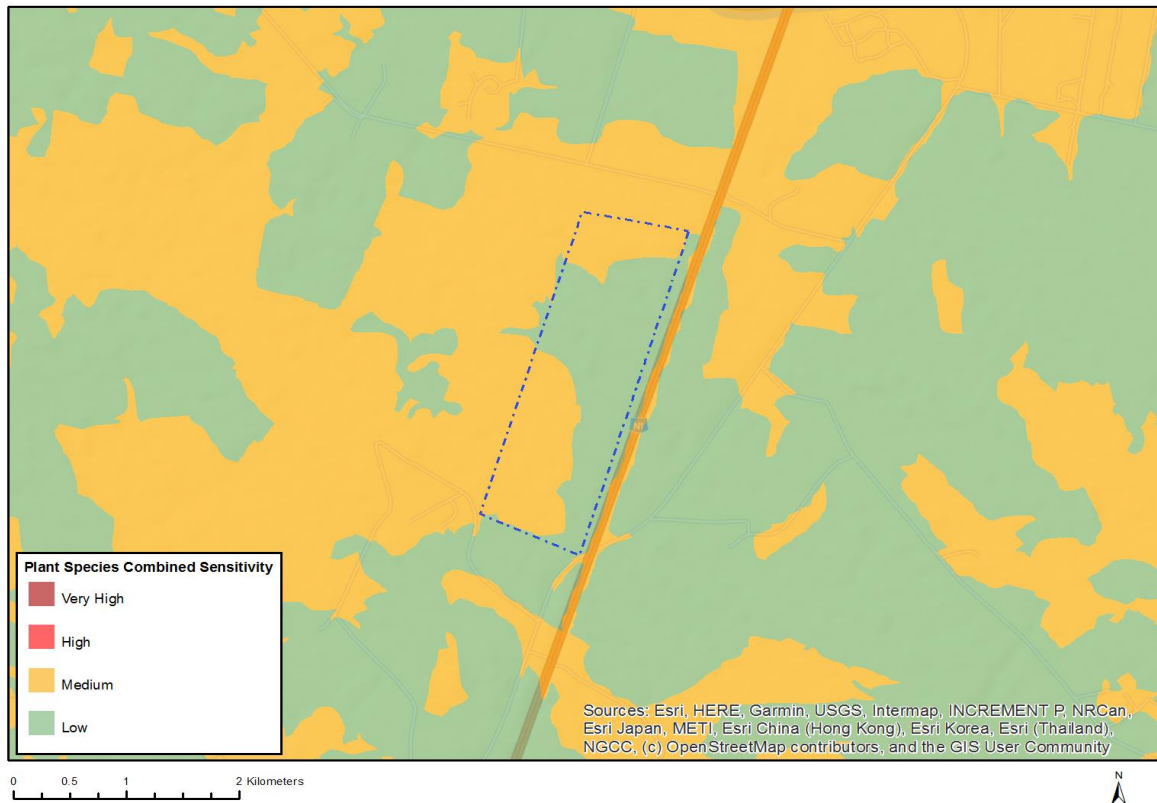 N1
Plant Species Combined Sensitivity
Very High
High
Medium
Low
Sources: Esri, HERE, Garmin, USGS, Intermap, INCREMENT P, NRCan,
Esri Japan, METI, Esri China (Hong Kong), Esri Korea, Esri (Thailand),
NGCC, (c) OpenStreetMap contributors, and the GIS User Community
0 0.5 1 2 Kilometers
N